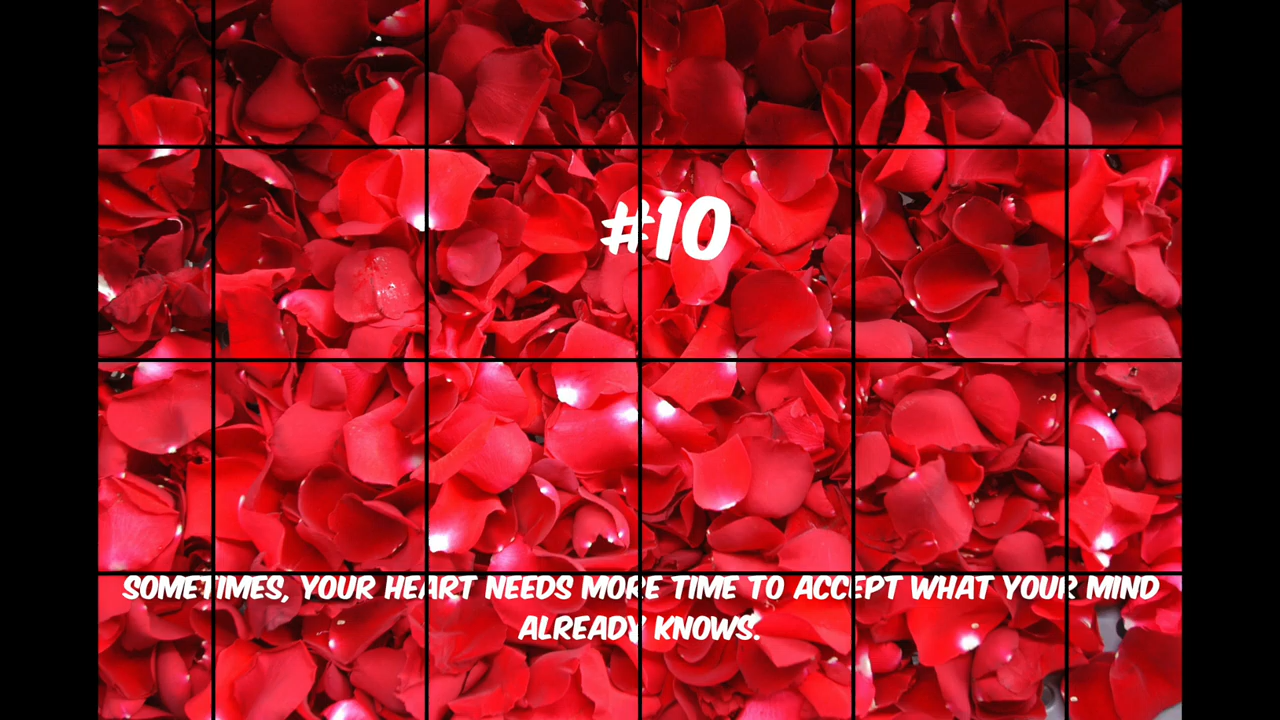 #10
SOMETIMES, YOUR HEART NEEDS MORE TIME TO ACCEPT WHAT YOUR MIND
ALREADY KNOWS.